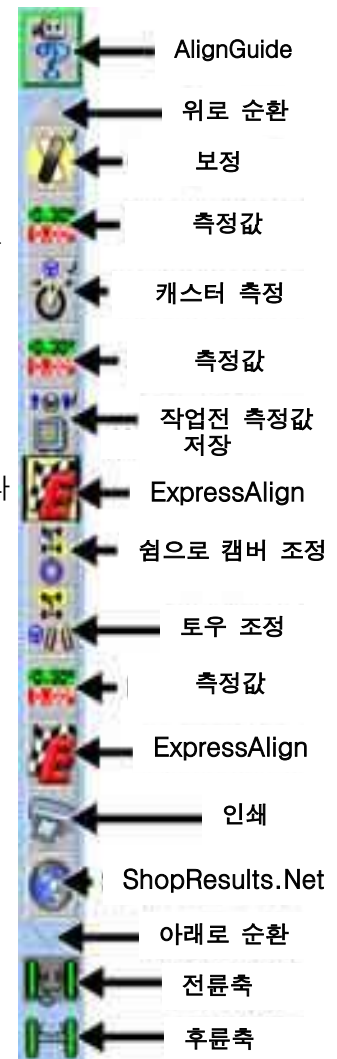 AlignGuide
위로 순환
보정
측정값
캐스터 측정
측정값
작업전 측정값
저장
ExpressAlign
쉼으로 캠버 조정
토우 조정
측정값
ExpressAlign
인쇄
ShopResults.Net
아래로 순환
전륜축
후륜축